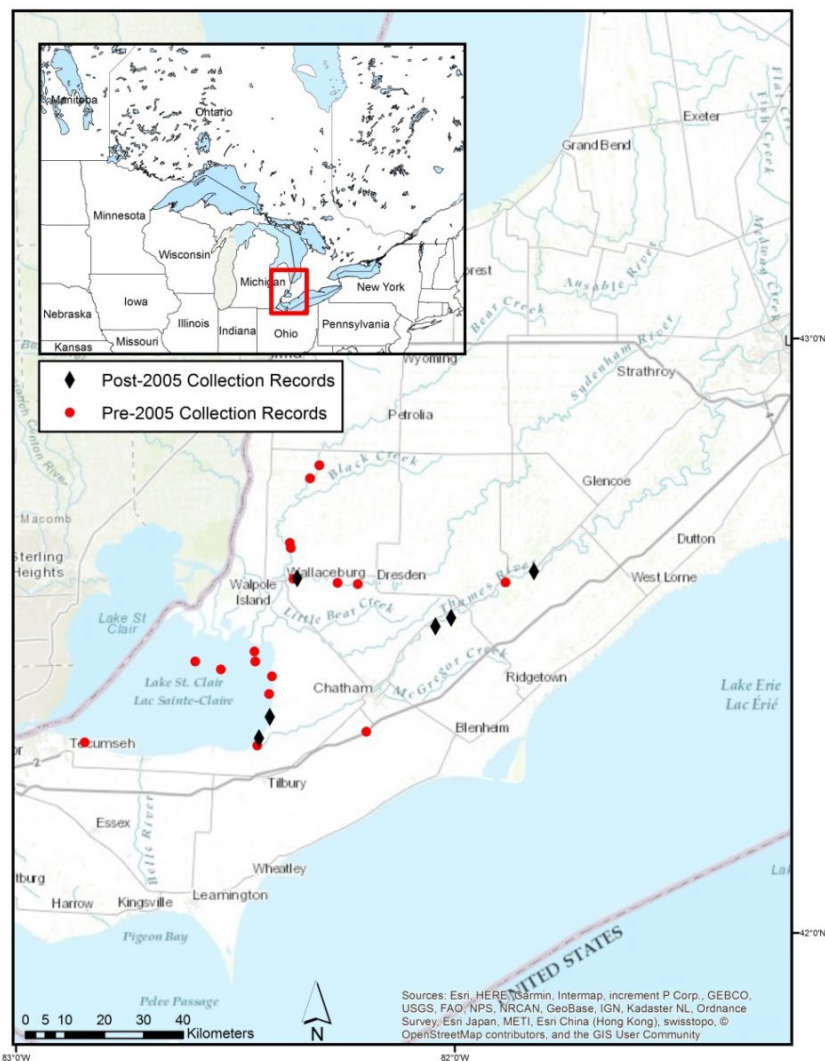 Manitoba
Ontario
Minnesota
Wisconsin
Michigan
New York
Iowa
Nebraska
Illinois
Indiana
Ohio
Pennsylvania
Kansas
Missouri
Post-2005 Collection Records
Pre-2005 Collection Records
Exeter
Grand Bend
Fish Creek
Medway Creek
Ausable River
Bear Creek
43°0'N
Wyoming
Sydenham River
Strathroy
Petrolia
4
Black Creek
Glencoe
Macomb
Dutton
Sterling
Heights
Wallaceburg
Dresden
Thames River
West Lorne
Walpole
Island
Little Bear Creek
Lake St
Clair
McGregor Creek
Ridgetown
Lake St. Clair
Lac Sainte-Claire
Chatham
Lake Erie
Lac Érié
Blenheim
Tecumseh
2
Tilbury
Essex
Belle River
Wheatley
Leamington
Harrow
Kingsville
Pigeon Bay
42°0'N
UNITED STATES
Pelee Passage
Sources: Esri, HERE, Garmin, Intermap, increment P Corp., GEBCO,
USGS, FAO, NPS, NRCAN, GeoBase, IGN, Kadaster NL, Ordnance
Survey, Esri Japan, METI, Esri China (Hong Kong), swisstopo, ©
OpenStreetMap contributors, and the GIS User Community
0 5 10 20 30 40
Kilometers
N
83°0'W
82°0'W